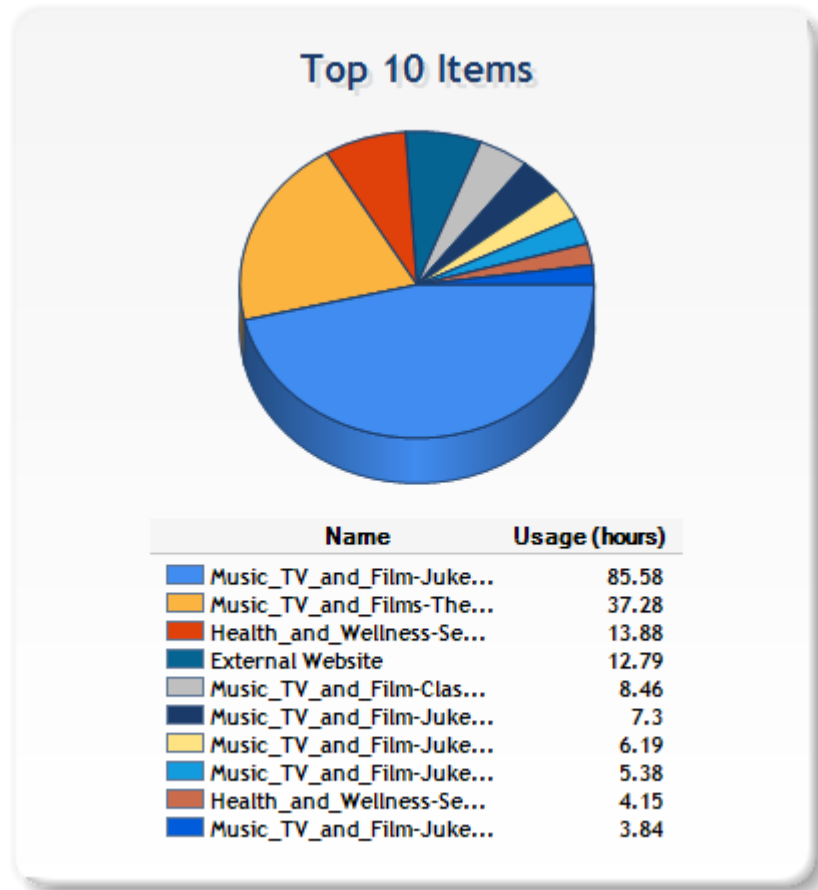 Top 10 Items
Name Usage (hours)
Music_TV_and_Film-Juke... 85.58
Music_TV_and_Films-The... 37.28
Health_and_Wellness-Se... 13.88
External Website 12.79
Music_TV_and_Film-Clas... 8.46
Music_TV_and_Film-Juke... 7.3
Music_TV_and_Film-Juke... 6.19
Music_TV_and_Film-Juke... 5.38
Health_and_Wellness-Se... 4.15
Music_TV_and_Film-Juke... 3.84